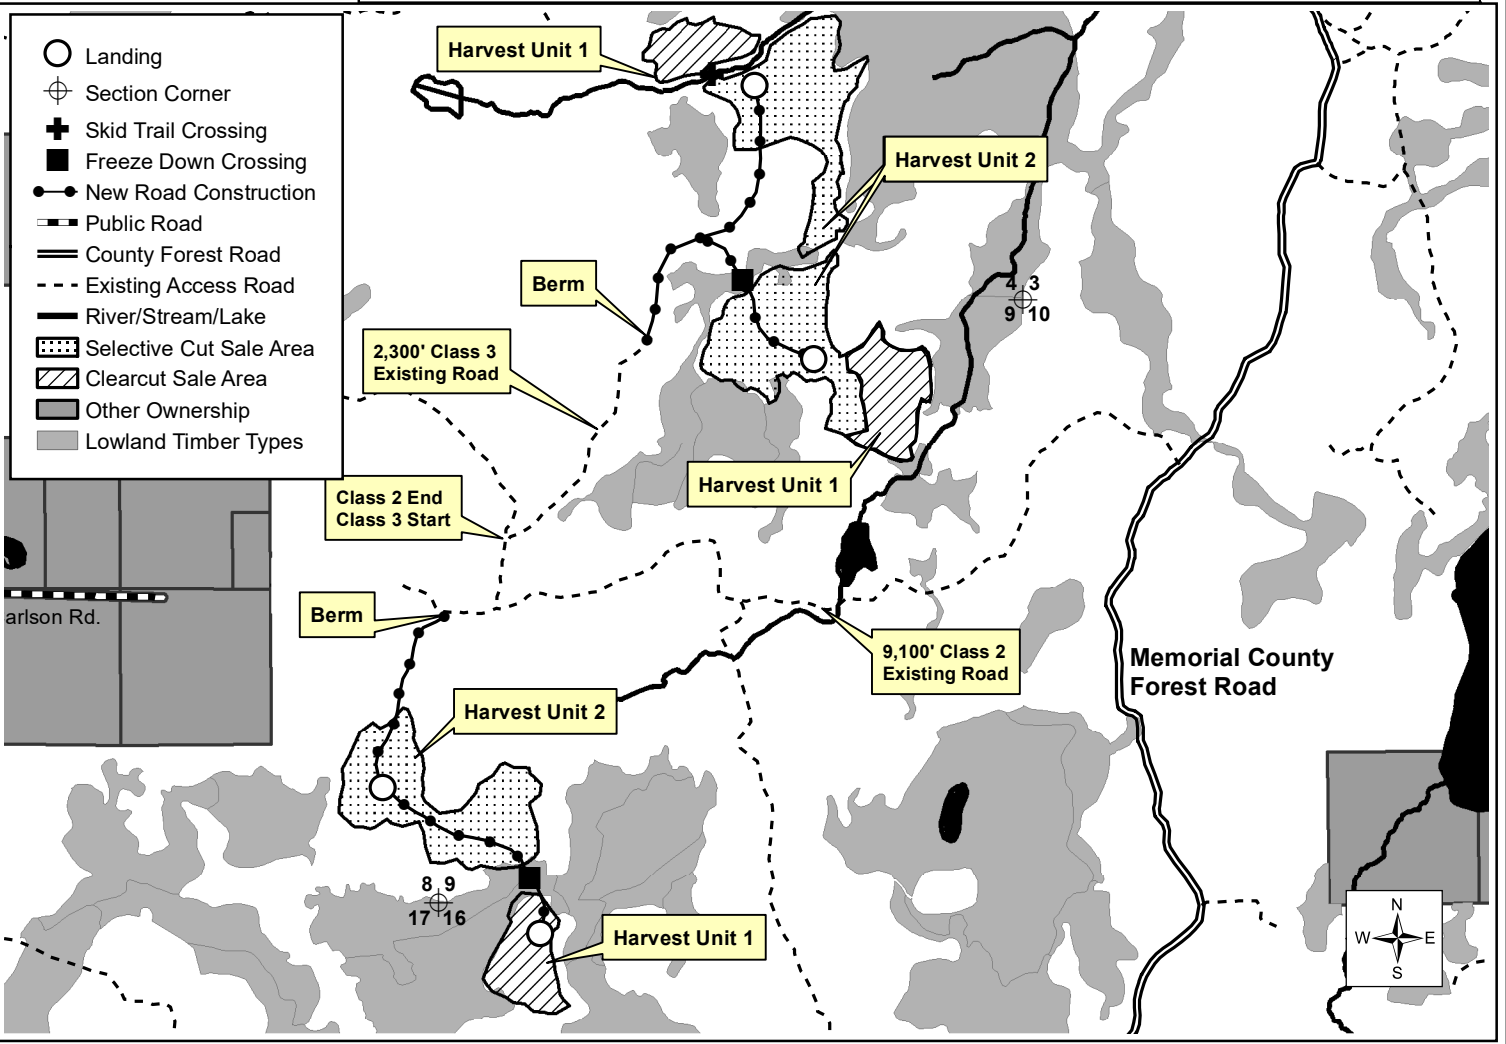 Landing
Section Corner
Skid Trail Crossing
Freeze Down Crossing
New Road Construction
Public Road
County Forest Road
Existing Access Road
River/Stream/Lake
Selective Cut Sale Area
Clearcut Sale Area
Other Ownership
Lowland Timber Types
Harvest Unit 1
Harvest Unit 2
Berm
4 3
9 10
2,300' Class 3
Existing Road
Harvest Unit 1
Class 2 End
Class 3 Start
arlson Rd.
Berm
9,100' Class 2
Existing Road
Memorial County
Forest Road
Harvest Unit 2
8 9
17 16
Harvest Unit 1
N
W E
S